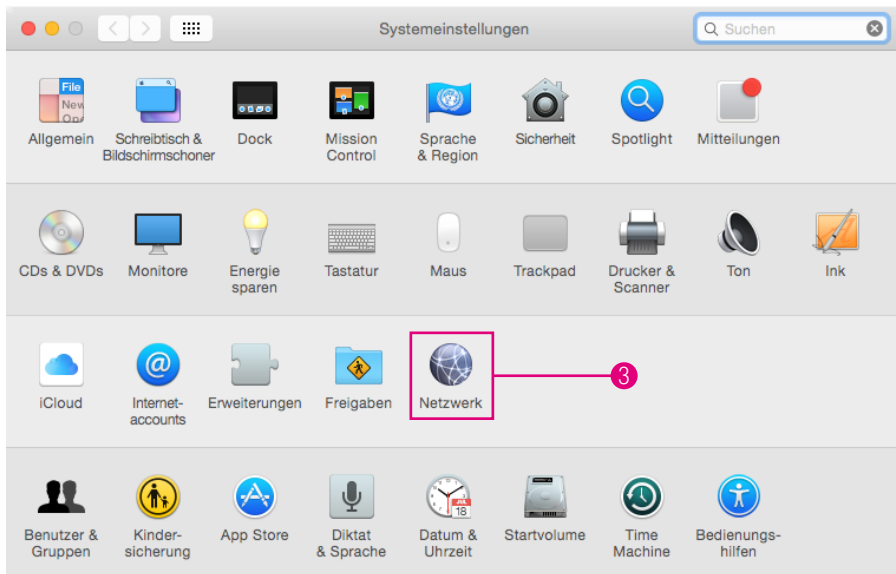 Systemeinstellungen
Suchen
File
New
Ope
Allgemein
Schreibtisch &
Bildschirmschoner
Dock
Mission
Control
Sprache
& Region
Sicherheit
Spotlight
Mitteilungen
CDs & DVDs
Monitore
Energie
sparen
Tastatur
Maus
Trackpad
Drucker &
Scanner
Ton
Ink
iCloud
@
Internet-
accounts
Erweiterungen
Freigaben
Netzwerk
3
Benutzer &
Gruppen
Kinder-
sicherung
App Store
Diktat
& Sprache
JUL
18
Datum &
Uhrzeit
Startvolume
Time
Machine
Bedienungs-
hilfen